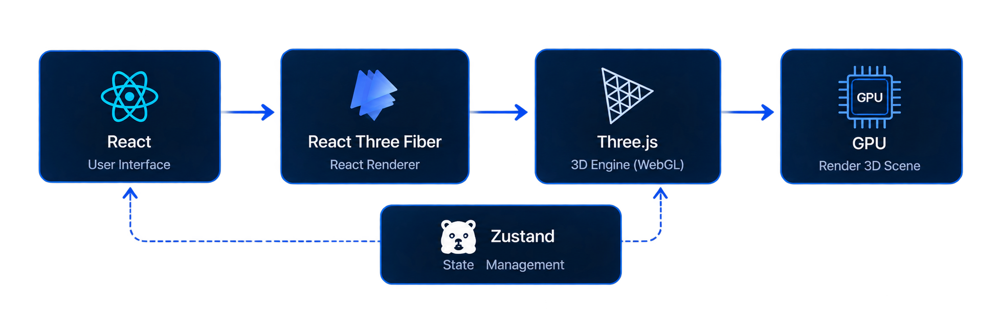 React
User Interface
React Three Fiber
React Renderer
Three.js
3D Engine (WebGL)
GPU
GPU
Render 3D Scene
Zustand
State Management